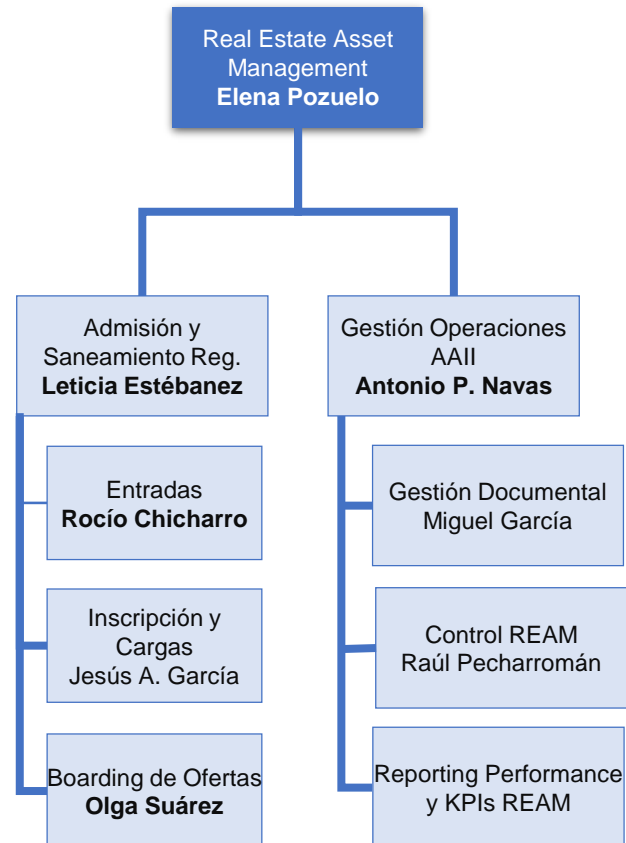 Real Estate Asset
Management
Elena Pozuelo
Admisión y
Saneamiento Reg.
Leticia Estébanez
Gestión Operaciones
AAII
Antonio P. Navas
Entradas
Rocío Chicharro
Gestión Documental
Miguel García
Inscripción y
Cargas
Jesús A. García
Control REAM
Raúl Pecharromán
Boarding de Ofertas
Olga Suárez
Reporting Performance
y KPIs REAM